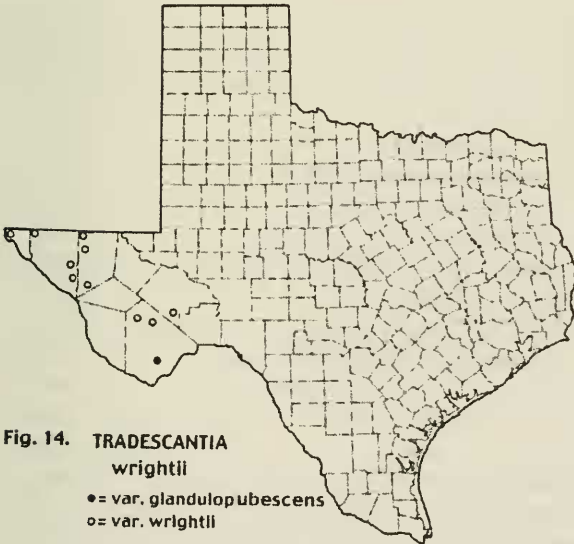 Fig. 14. TRADESCANTIA
wrightii
●= var. glandulopubescens
○= var. wrightii